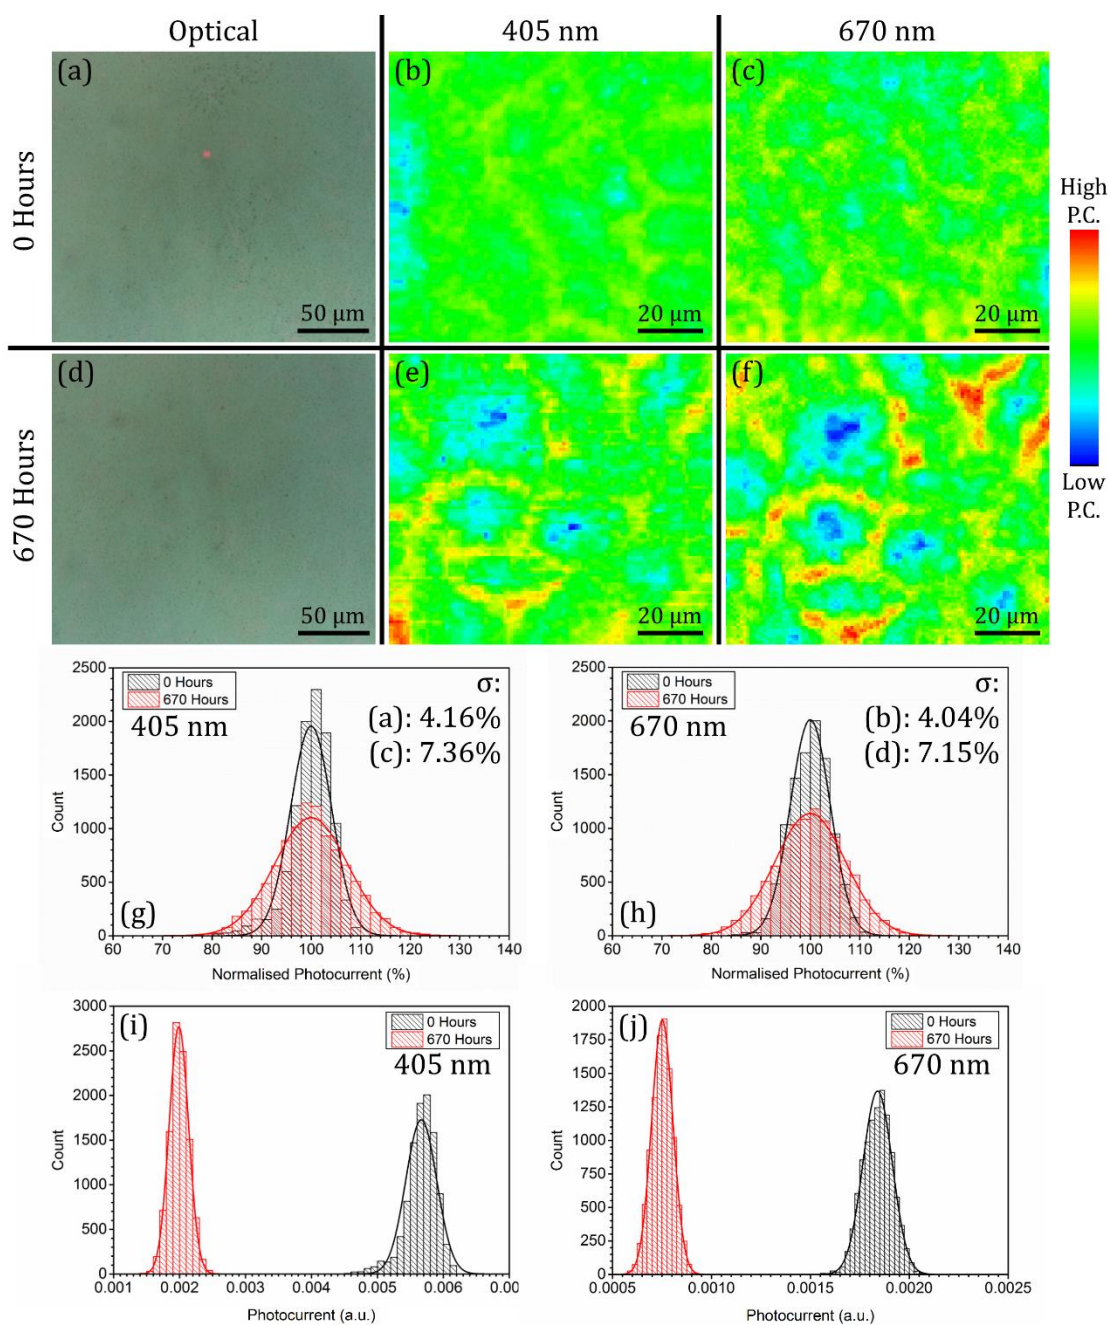 Optical
405 nm
670 nm
0 Hours
(a)
50 μm
(b)
20 μm
(c)
20 μm
High
P.C.
Low
P.C.
670 Hours
(d)
50 μm
(e)
20 μm
(f)
20 μm
2500
2000
1500
1000
500
0
Count
0 Hours
670 Hours
405 nm
σ:
(a): 4.16%
(c): 7.36%
(g)
60 70 80 90 100 110 120 130 140
Normalised Photocurrent (%)
2500
2000
1500
1000
500
0
Count
0 Hours
670 Hours
670 nm
σ:
(b): 4.04%
(d): 7.15%
(h)
60 70 80 90 100 110 120 130 140
Normalised Photocurrent (%)
3000
2500
2000
1500
1000
500
0
Count
(i)
0 Hours
670 Hours
405 nm
0.001 0.002 0.003 0.004 0.005 0.006 0.00
Photocurrent (a.u.)
2000
1750
1500
1250
1000
750
500
250
0
Count
(j)
0 Hours
670 Hours
670 nm
0.0005 0.0010 0.0015 0.0020 0.0025
Photocurrent (a.u.)